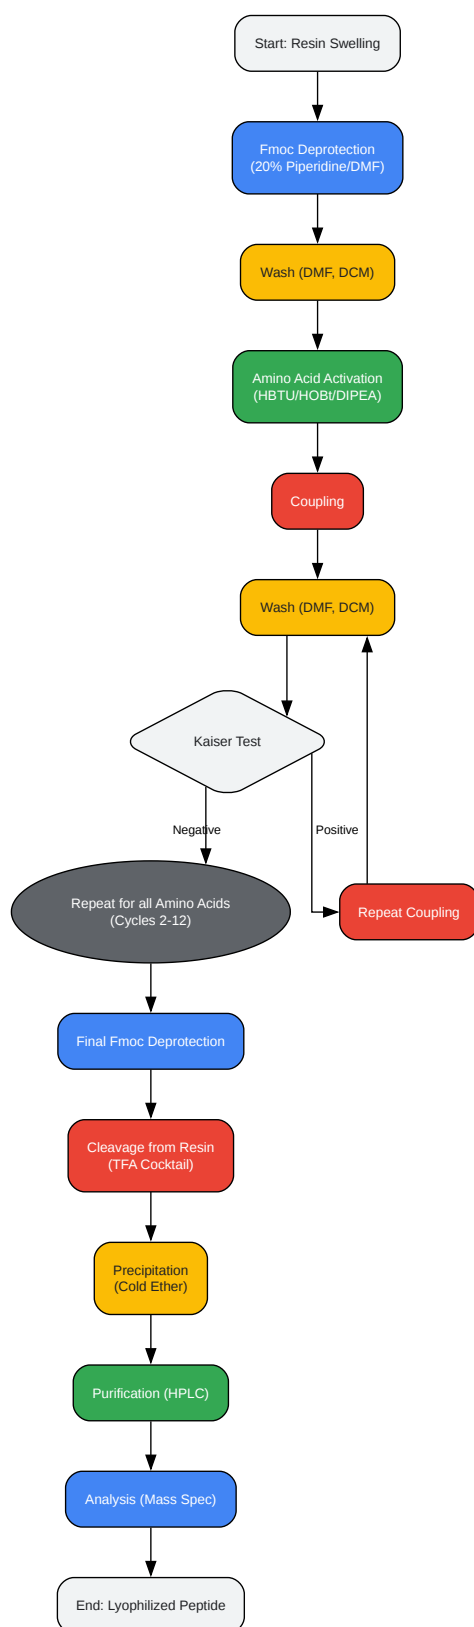 Start: Resin Swelling
Fmoc Deprotection
(20% Piperidine/DMF)
Wash (DMF, DCM)
Amino Acid Activation
(HBTU/HOBt/DIPEA)
Coupling
Wash (DMF, DCM)
Kaiser Test
Negative
Positive
Repeat for all Amino Acids
(Cycles 2-12)
Repeat Coupling
Final Fmoc Deprotection
Cleavage from Resin
(TFA Cocktail)
Precipitation
(Cold Ether)
Purification (HPLC)
Analysis (Mass Spec)
End: Lyophilized Peptide